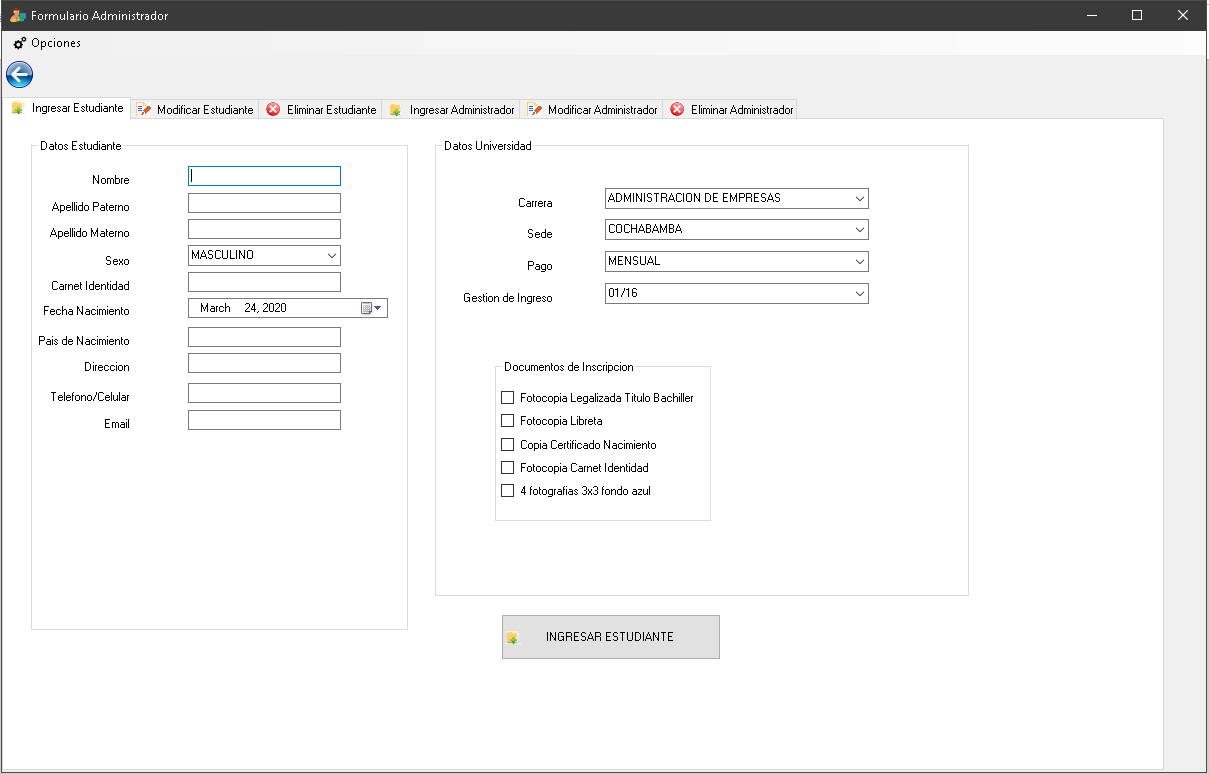 Formulario Administrador
Opciones
Ingresar Estudiante
Modificar Estudiante
Eliminar Estudiante
Ingresar Administrador
Modificar Administrador
Eliminar Administrador
Datos Estudiante
Nombre
Apellido Paterno
Apellido Materno
Sexo
MASCULINO
Carnet Identidad
Fecha Nacimiento
March 24, 2020
Pais de Nacimiento
Direccion
Telefono/Celular
Email
Datos Universidad
Carrera
ADMINISTRACION DE EMPRESAS
Sede
COCHABAMBA
Pago
MENSUAL
Gestion de Ingreso
01/16
Documentos de Inscripcion
Fotocopia Legalizada Titulo Bachiller
Fotocopia Libreta
Copia Certificado Nacimiento
Fotocopia Carnet Identidad
4 fotografias 3x3 fondo azul
INGRESAR ESTUDIANTE